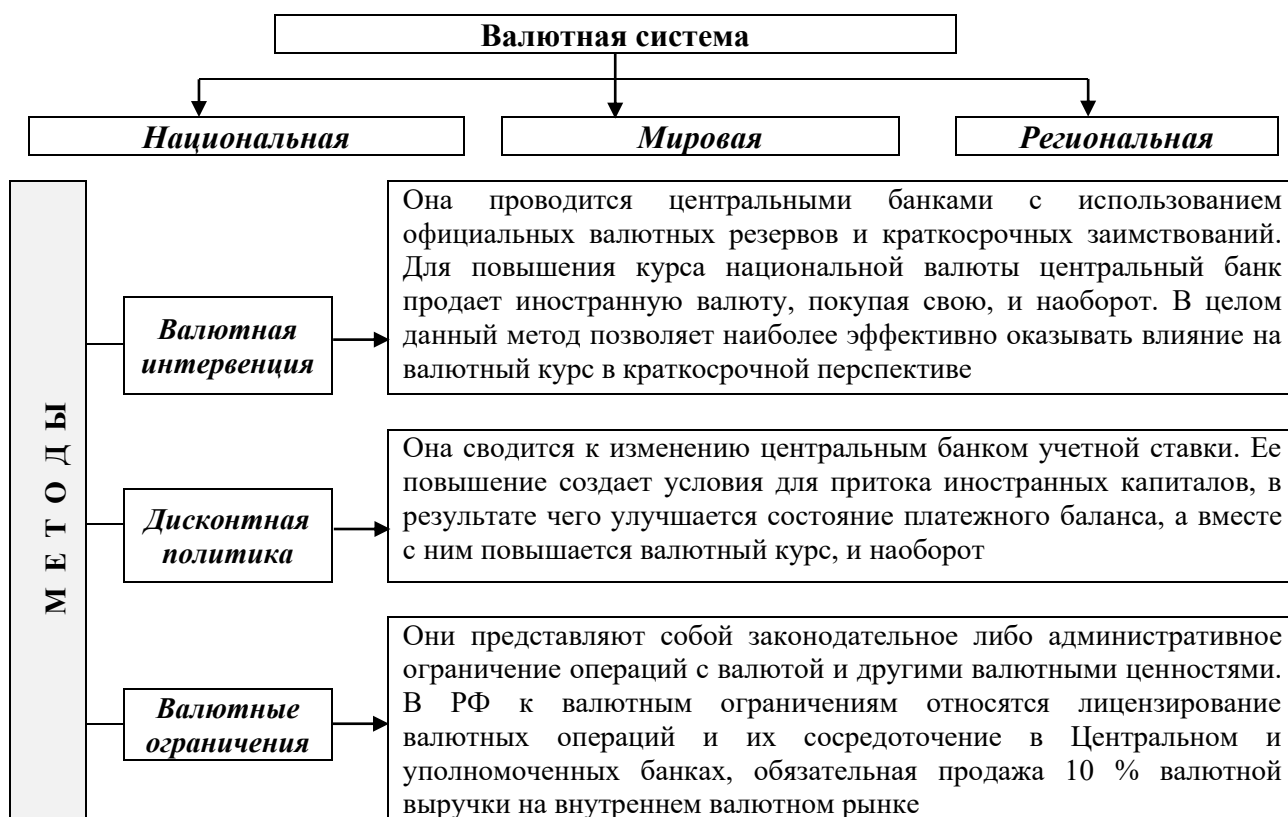 Валютная система
Национальная
Мировая
Региональная
МЕТОДЫ
Валютная
интервенция
Она проводится центральными банками с использованием
официальных валютных резервов и краткосрочных заимствований.
Для повышения курса национальной валюты центральный банк
продает иностранную валюту, покупая свою, и наоборот. В целом
данный метод позволяет наиболее эффективно оказывать влияние на
валютный курс в краткосрочной перспективе
Дисконтная
политика
Она сводится к изменению центральным банком учетной ставки. Ее
повышение создает условия для притока иностранных капиталов, в
результате чего улучшается состояние платежного баланса, а вместе
с ним повышается валютный курс, и наоборот
Валютные
ограничения
Они представляют собой законодательное либо административное
ограничение операций с валютой и другими валютными ценностями.
В РФ к валютным ограничениям относятся лицензирование
валютных операций и их сосредоточение в Центральном и
уполномоченных банках, обязательная продажа 10 % валютной
выручки на внутреннем валютном рынке